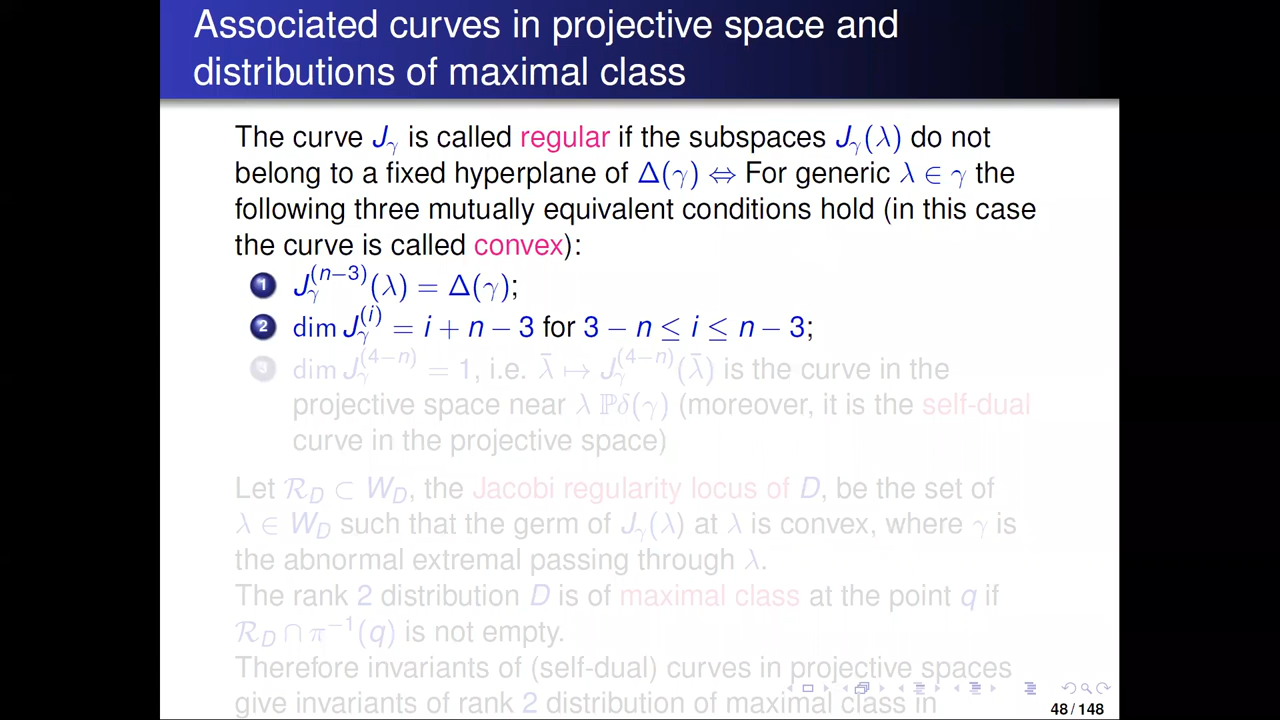 Associated curves in projective space and
distributions of maximal class
The curve J_γ is called regular if the subspaces J_γ(λ) do not
belong to a fixed hyperplane of Δ(γ) ⇔ For generic λ ∈ γ the
following three mutually equivalent conditions hold (in this case
the curve is called convex):
1 J_γ^(n−3)(λ) = Δ(γ);
2 dim J_γ^(i) = i + n − 3 for 3 − n ≤ i ≤ n − 3;
3 dim J_γ^(4−n) = 1, i.e. λ̄ ↦ J_γ^(4−n)(λ̄) is the curve in the
projective space near λ ℙδ(γ) (moreover, it is the self-dual
curve in the projective space)
Let ℛ_D ⊂ W_D, the Jacobi regularity locus of D, be the set of
λ ∈ W_D such that the germ of J_γ(λ) at λ is convex, where γ is
the abnormal extremal passing through λ.
The rank 2 distribution D is of maximal class at the point q if
ℛ_D ∩ π^−1(q) is not empty.
Therefore invariants of (self-dual) curves in projective spaces
give invariants of rank 2 distribution of maximal class in
48 / 148